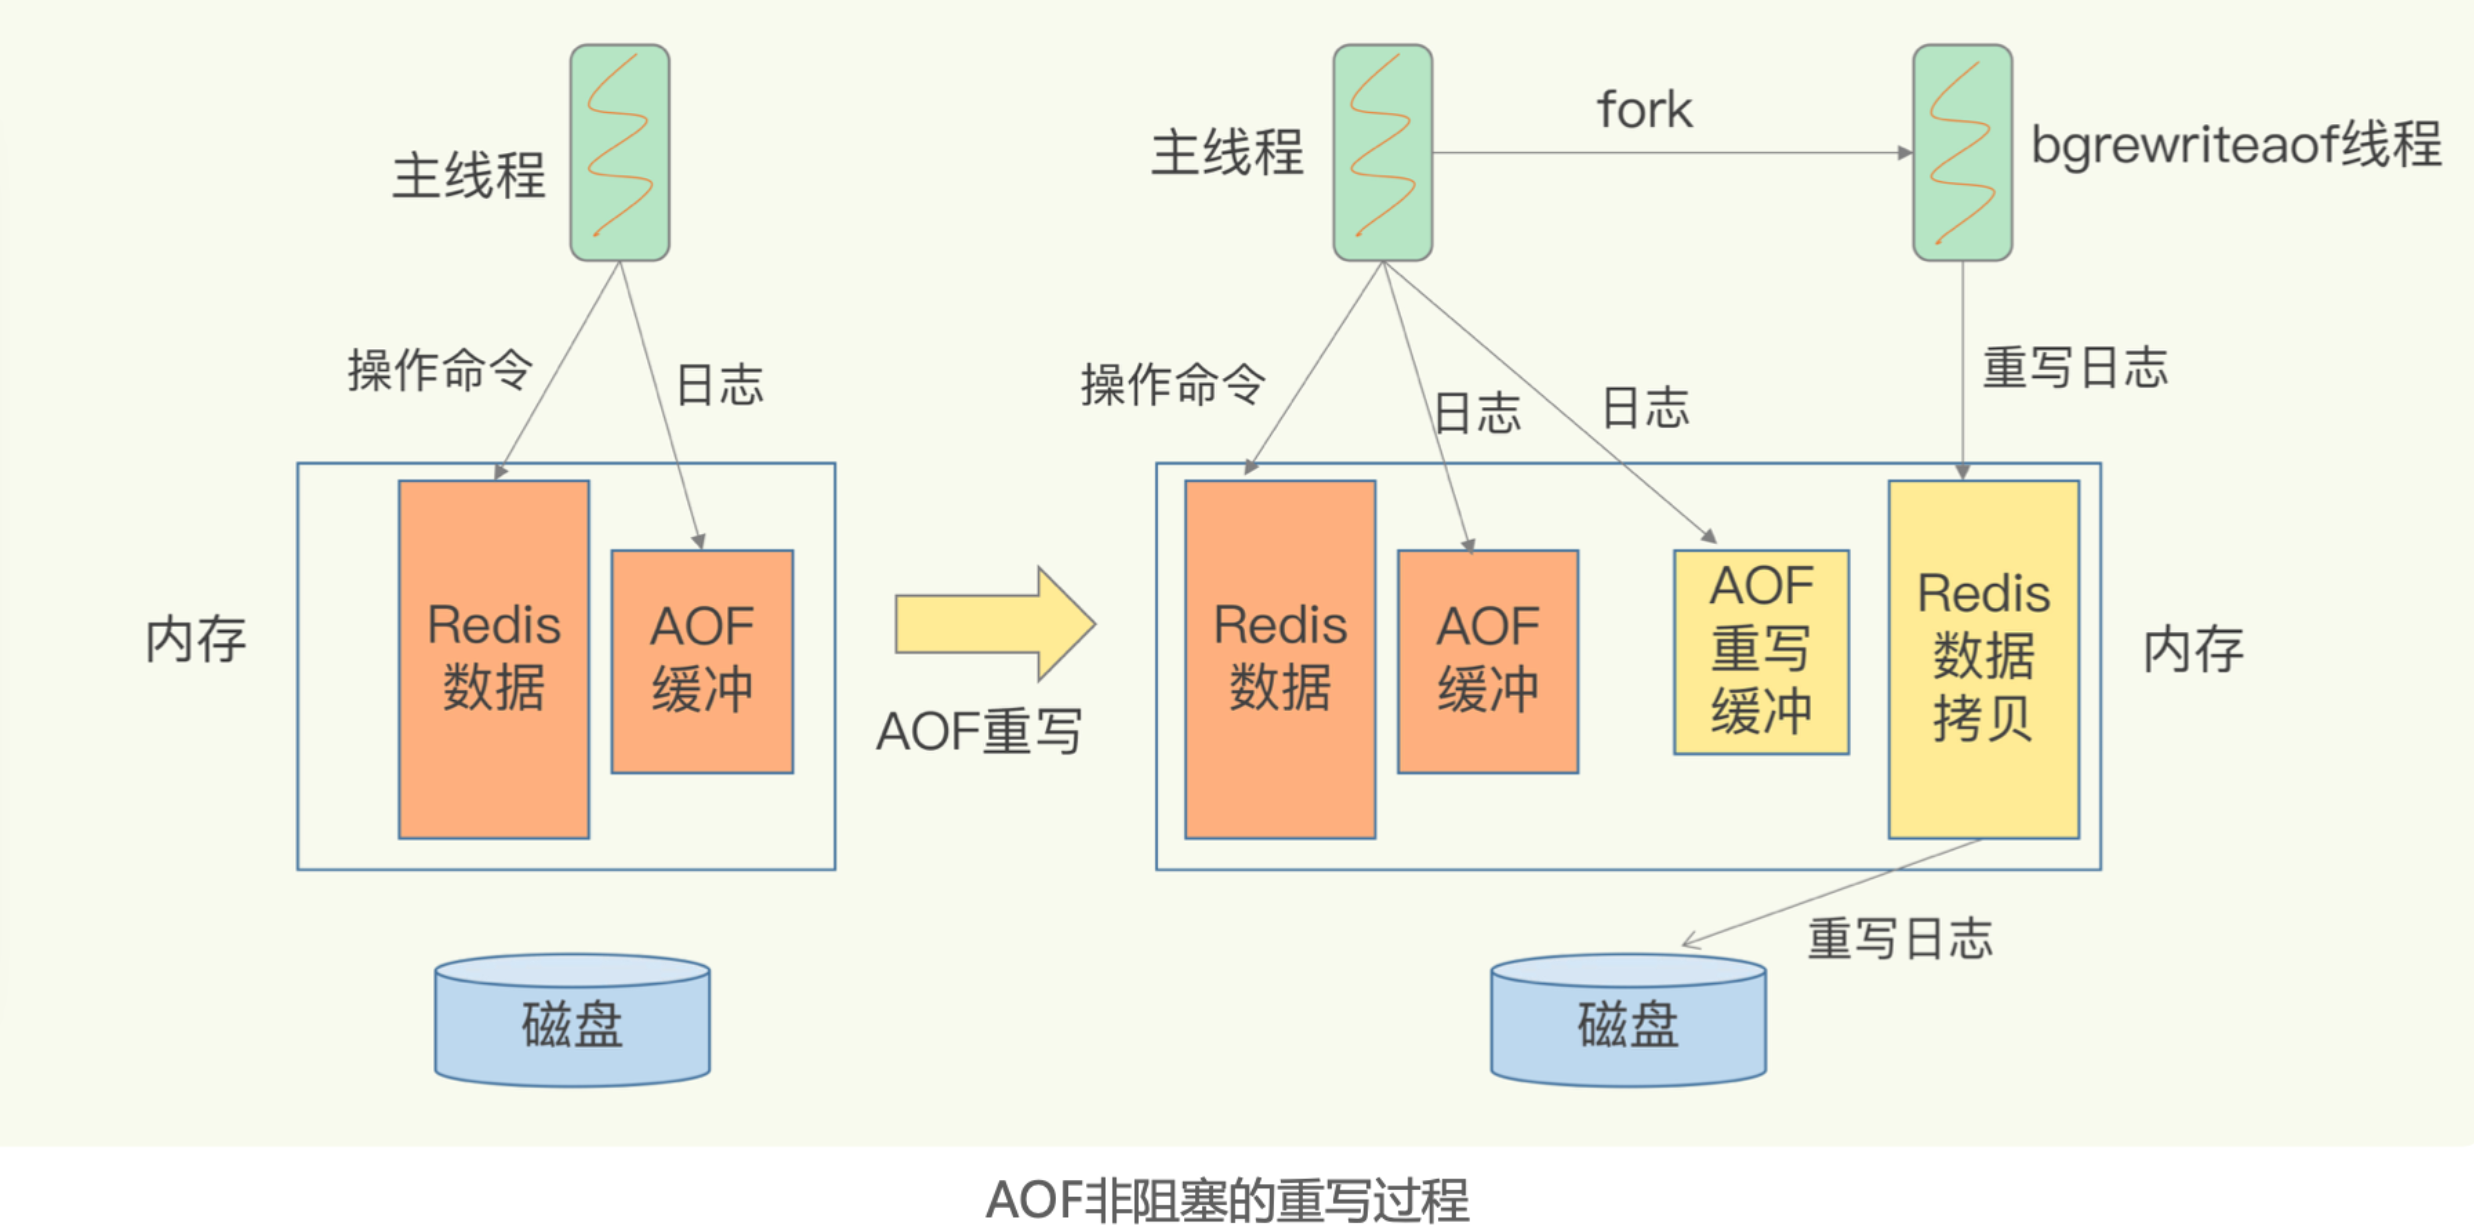 主线程
操作命令
日志
内存
Redis
数据
AOF
缓冲
磁盘
AOF重写
主线程
fork
bgrewriteaof线程
操作命令
日志
日志
重写日志
Redis
数据
AOF
缓冲
AOF
重写
缓冲
Redis
数据
拷贝
内存
重写日志
磁盘
AOF非阻塞的重写过程